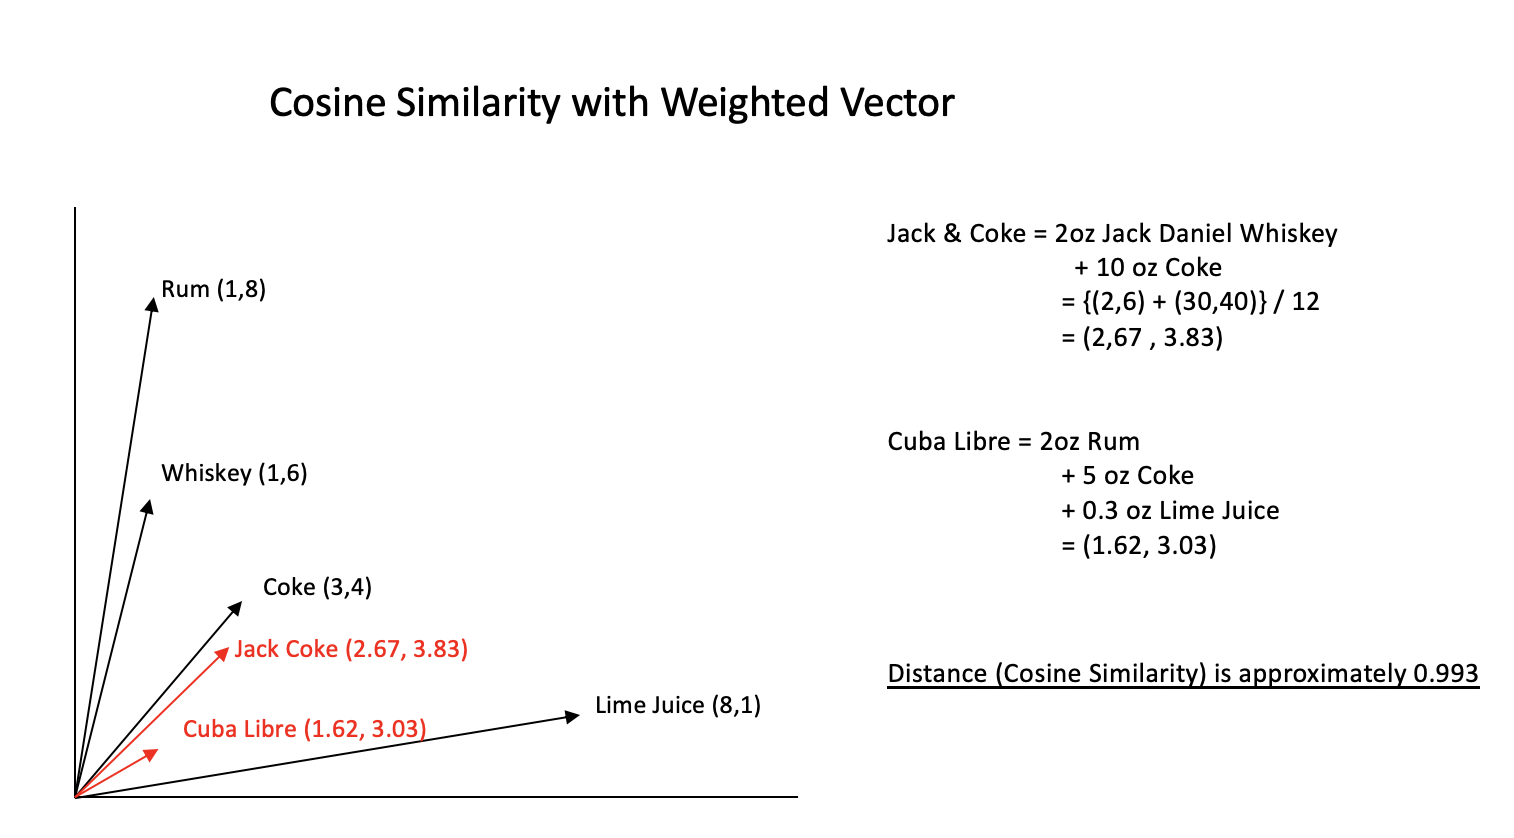 Cosine Similarity with Weighted Vector
Rum (1,8)
Whiskey (1,6)
Coke (3,4)
Jack Coke (2.67, 3.83)
Lime Juice (8,1)
Cuba Libre (1.62, 3.03)
Jack & Coke = 2oz Jack Daniel Whiskey
+ 10 oz Coke
= {(2,6) + (30,40)} / 12
= (2,67 , 3.83)
Cuba Libre = 2oz Rum
+ 5 oz Coke
+ 0.3 oz Lime Juice
= (1.62, 3.03)
Distance (Cosine Similarity) is approximately 0.993